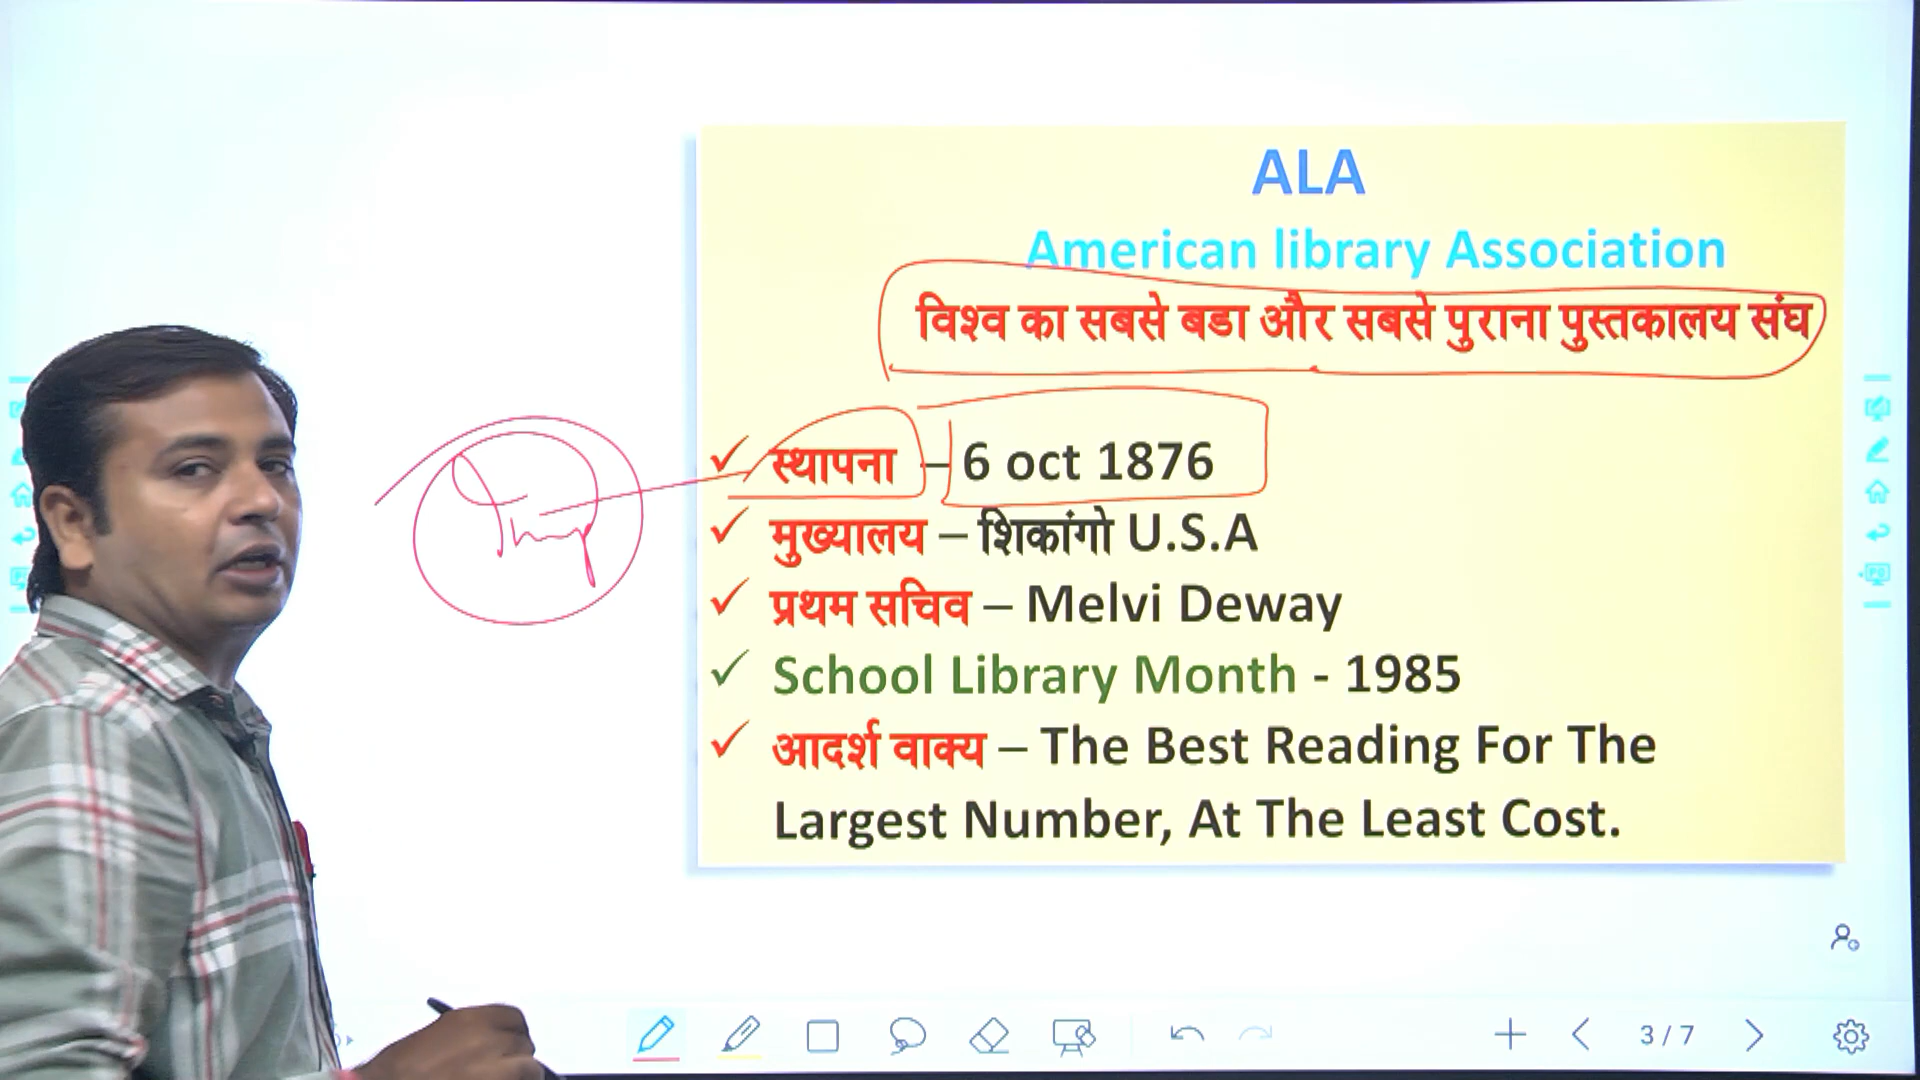 ALA
American library Association
विश्व का सबसे बडा और सबसे पुराना पुस्तकालय संघ
✓ स्थापना – 6 oct 1876
✓ मुख्यालय – शिकांगो U.S.A
✓ प्रथम सचिव – Melvi Deway
✓ School Library Month - 1985
✓ आदर्श वाक्य – The Best Reading For The
Largest Number, At The Least Cost.
3 / 7